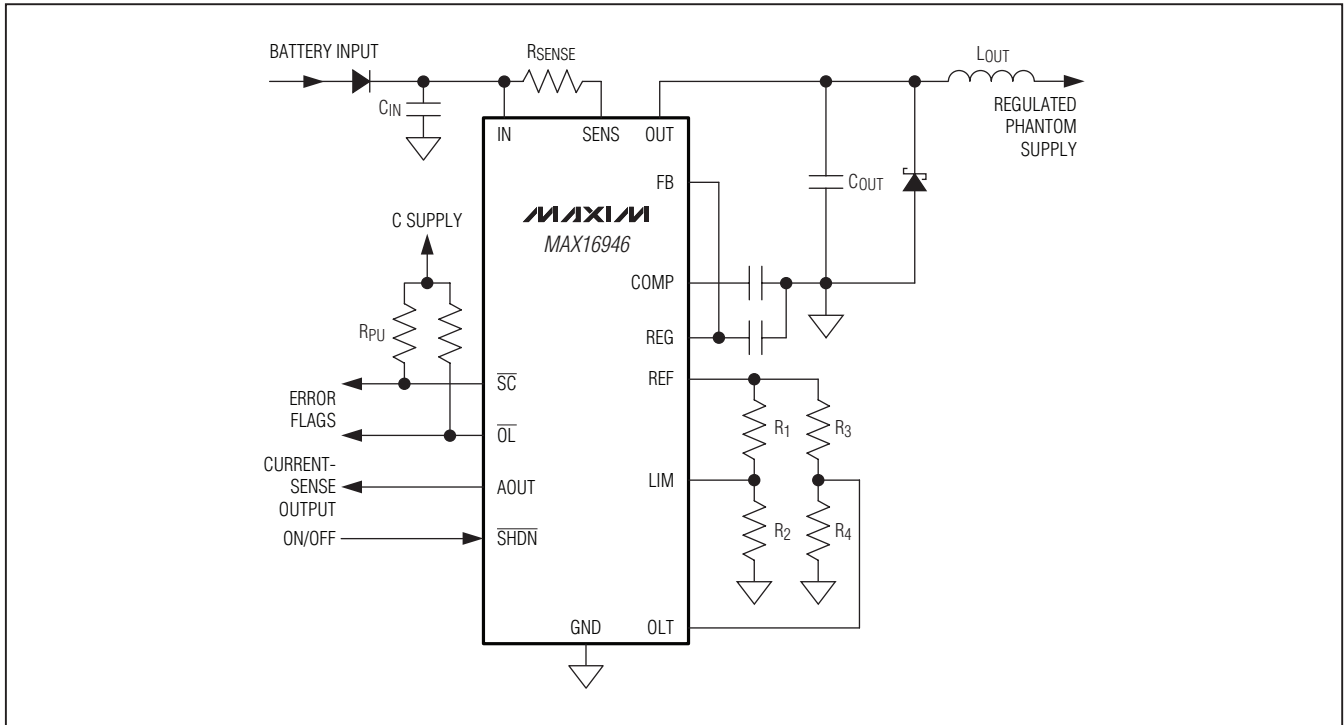 BATTERY INPUT
RSENSE
LOUT
CIN
REGULATED
PHANTOM
SUPPLY
IN
SENS
OUT
FB
COUT
MAXIM
MAX16946
C SUPPLY
COMP
RPU
REG
SC
REF
ERROR
FLAGS
R1
R3
OL
CURRENT-
SENSE
OUTPUT
AOUT
LIM
ON/OFF
SHDN
R2
R4
GND
OLT